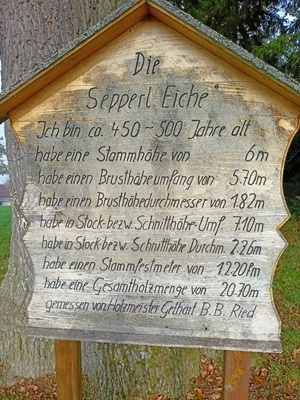 Die
"Sepperl Eiche"
Ich bin ca. 450-500 Jahre alt
habe eine Stammhöhe von 6m
habe einen Brusthöheumfang von 5.70m
habe einen Brusthöhedurchmesser von 1.82m
habe in Stock-bezw. Schnitthöhe-Umf. 7.10m
habe in Stock-bezw. Schnitthöhe Durchm. 2.26m
habe einen Stammfestmeter von 12.20fm
habe eine Gesamtholzmenge von 20.70m
gemessen von Holzmeister Gethart B.B. Ried